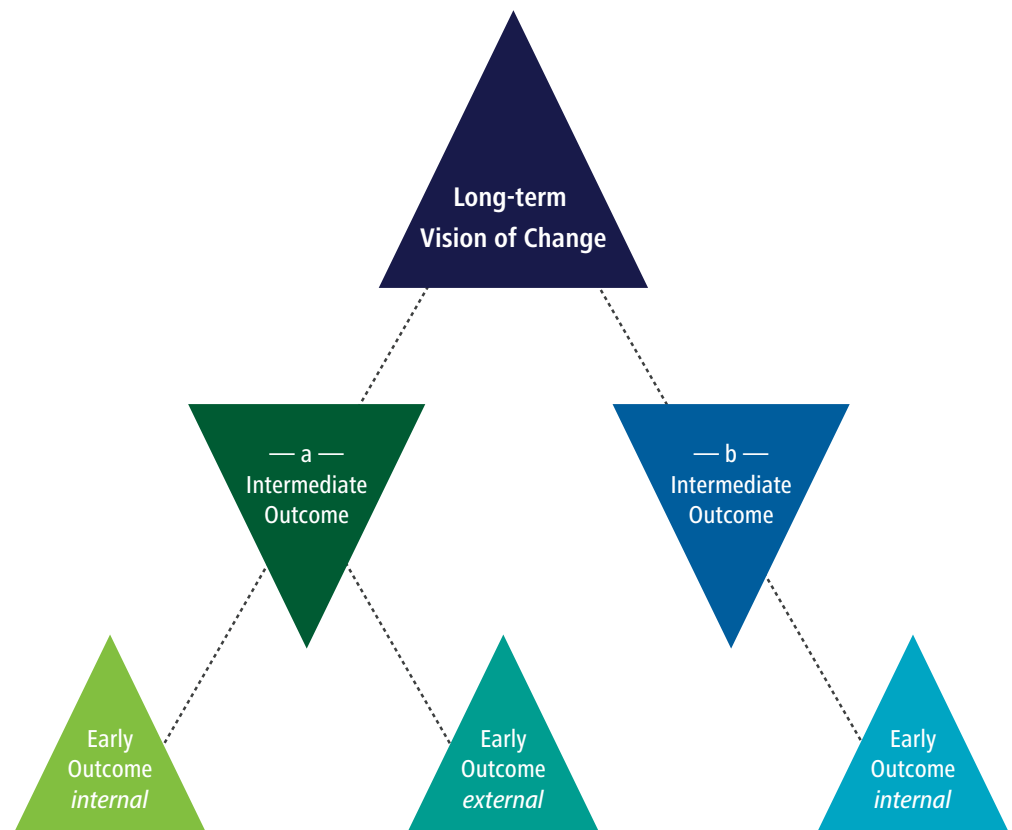 Long-term
Vision of Change
— a —
Intermediate
Outcome
— b —
Intermediate
Outcome
Early
Outcome
internal
Early
Outcome
external
Early
Outcome
internal